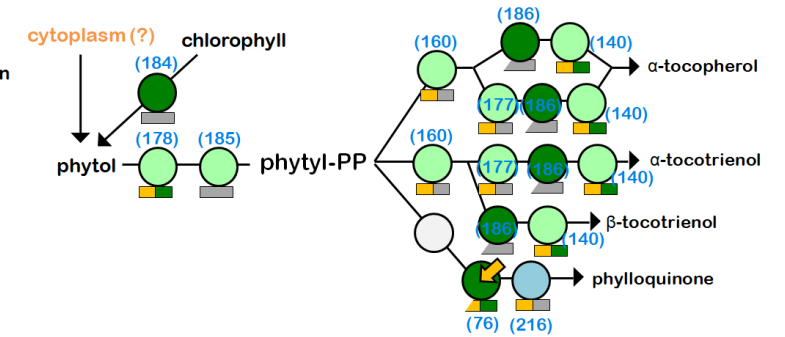 (186)
cytoplasm (?)
chlorophyll
(160)
(140)
n
(184)
α-tocopherol
(177)
(186)
(140)
(178)
(185)
(160)
phytol
phytyl-PP
(177)
(186)
(140)
α-tocotrienol
(186)
(140)
β-tocotrienol
phylloquinone
(76)
(216)